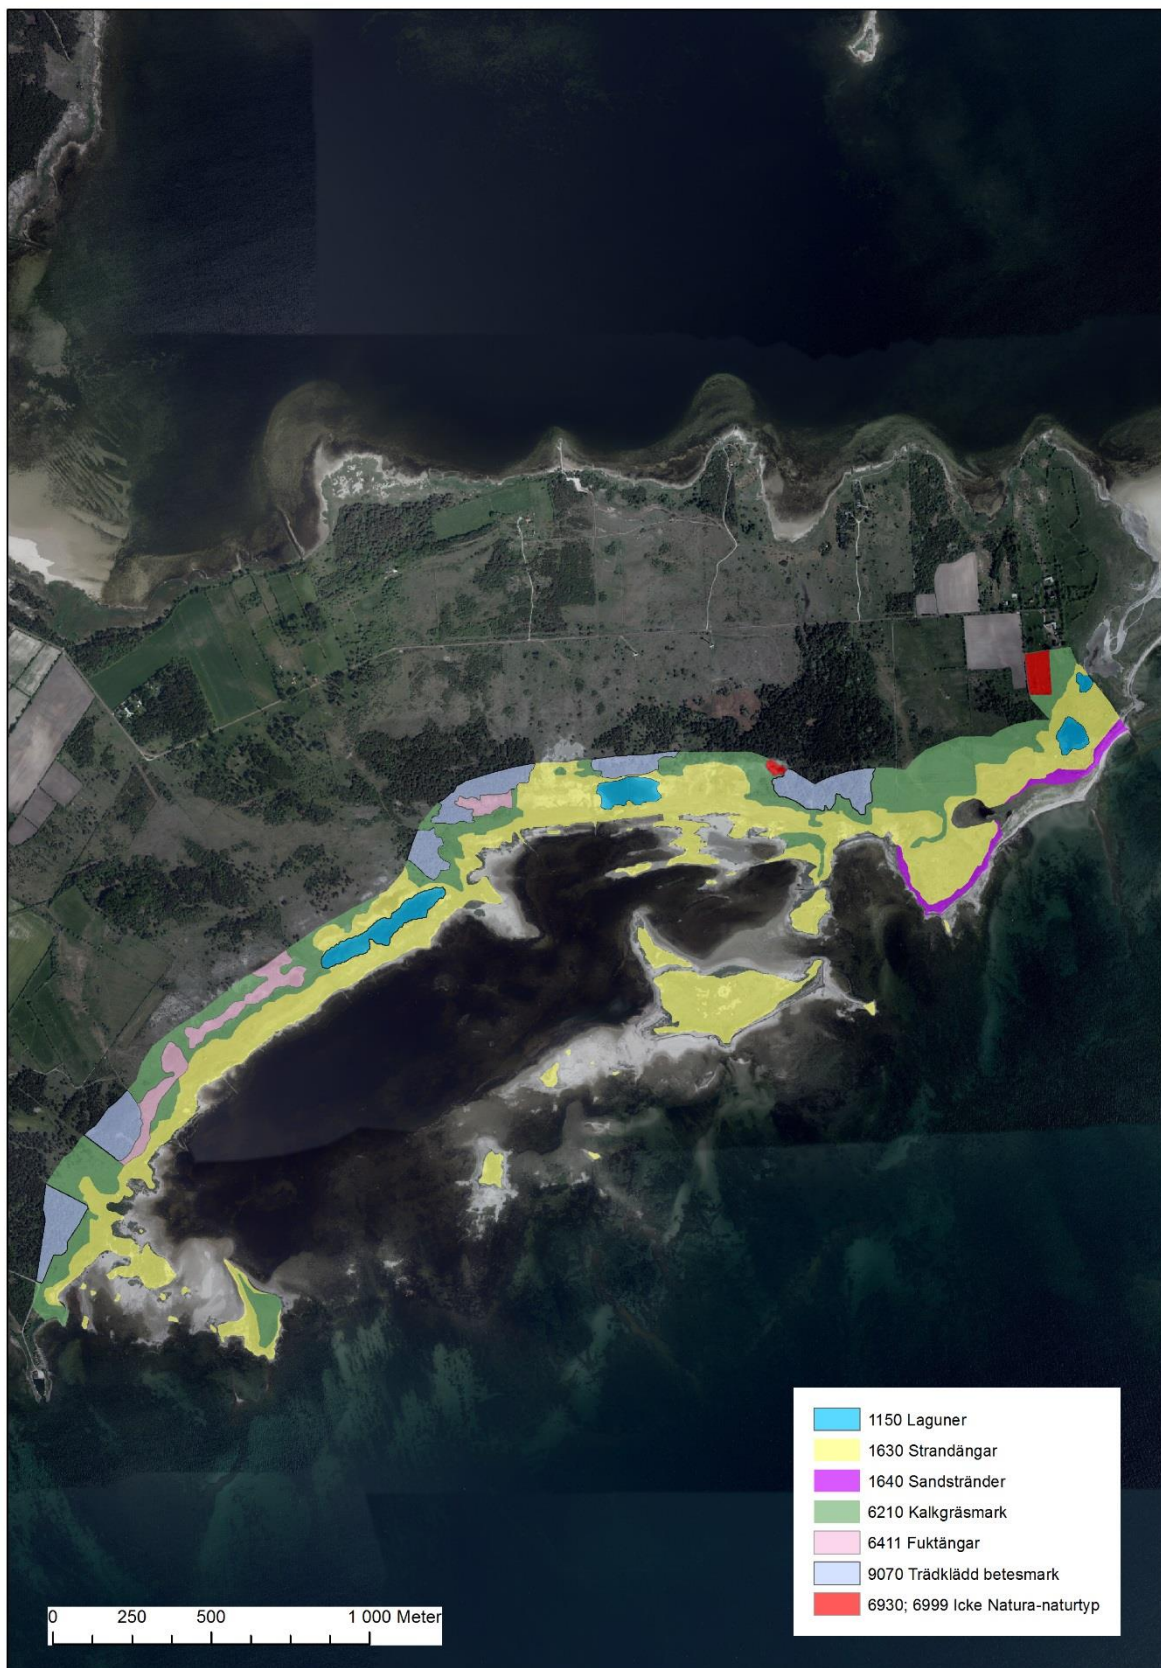 1150 Laguner
1630 Strandängar
1640 Sandstränder
6210 Kalkgräsmark
6411 Fuktängar
9070 Trädklädd betesmark
6930; 6999 Icke Natura-naturtyp
0 250 500 1 000 Meter